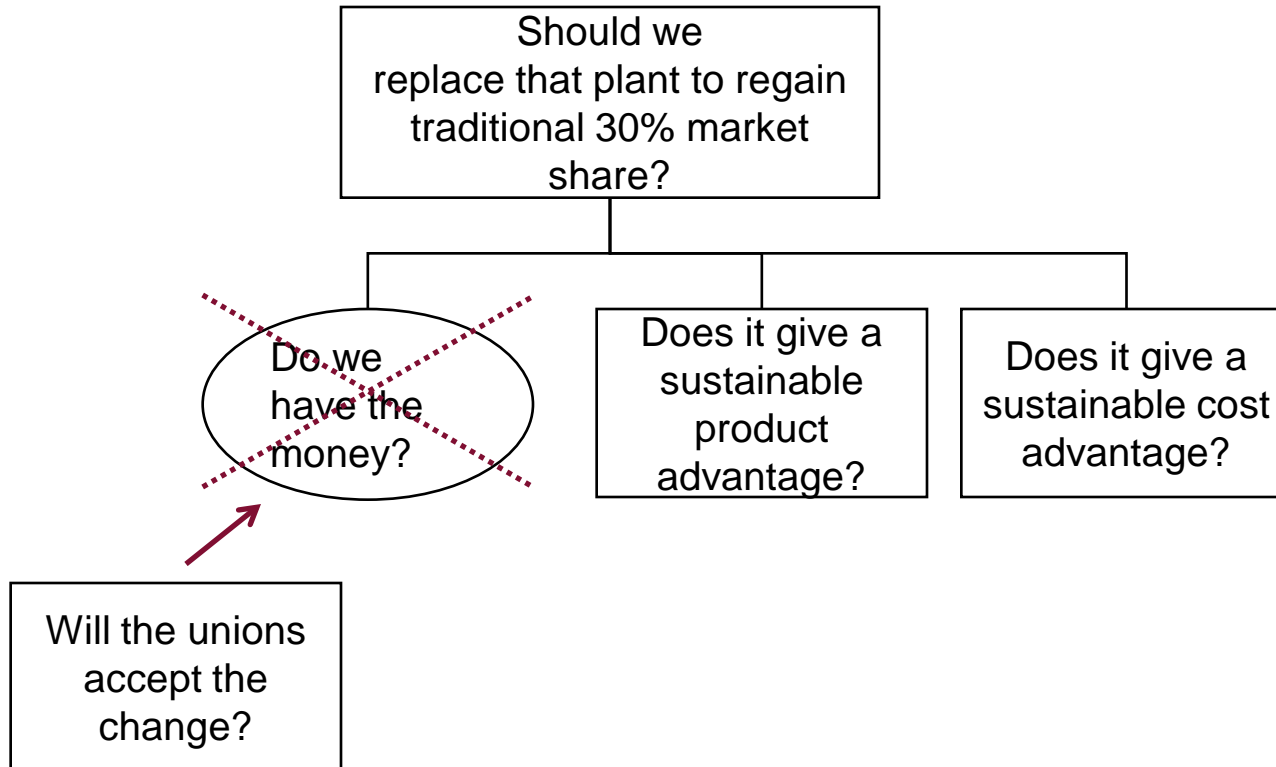 Should we
replace that plant to regain
traditional 30% market
share?
Do we
have the
money?
Does it give a
sustainable
product
advantage?
Does it give a
sustainable cost
advantage?
Will the unions
accept the
change?